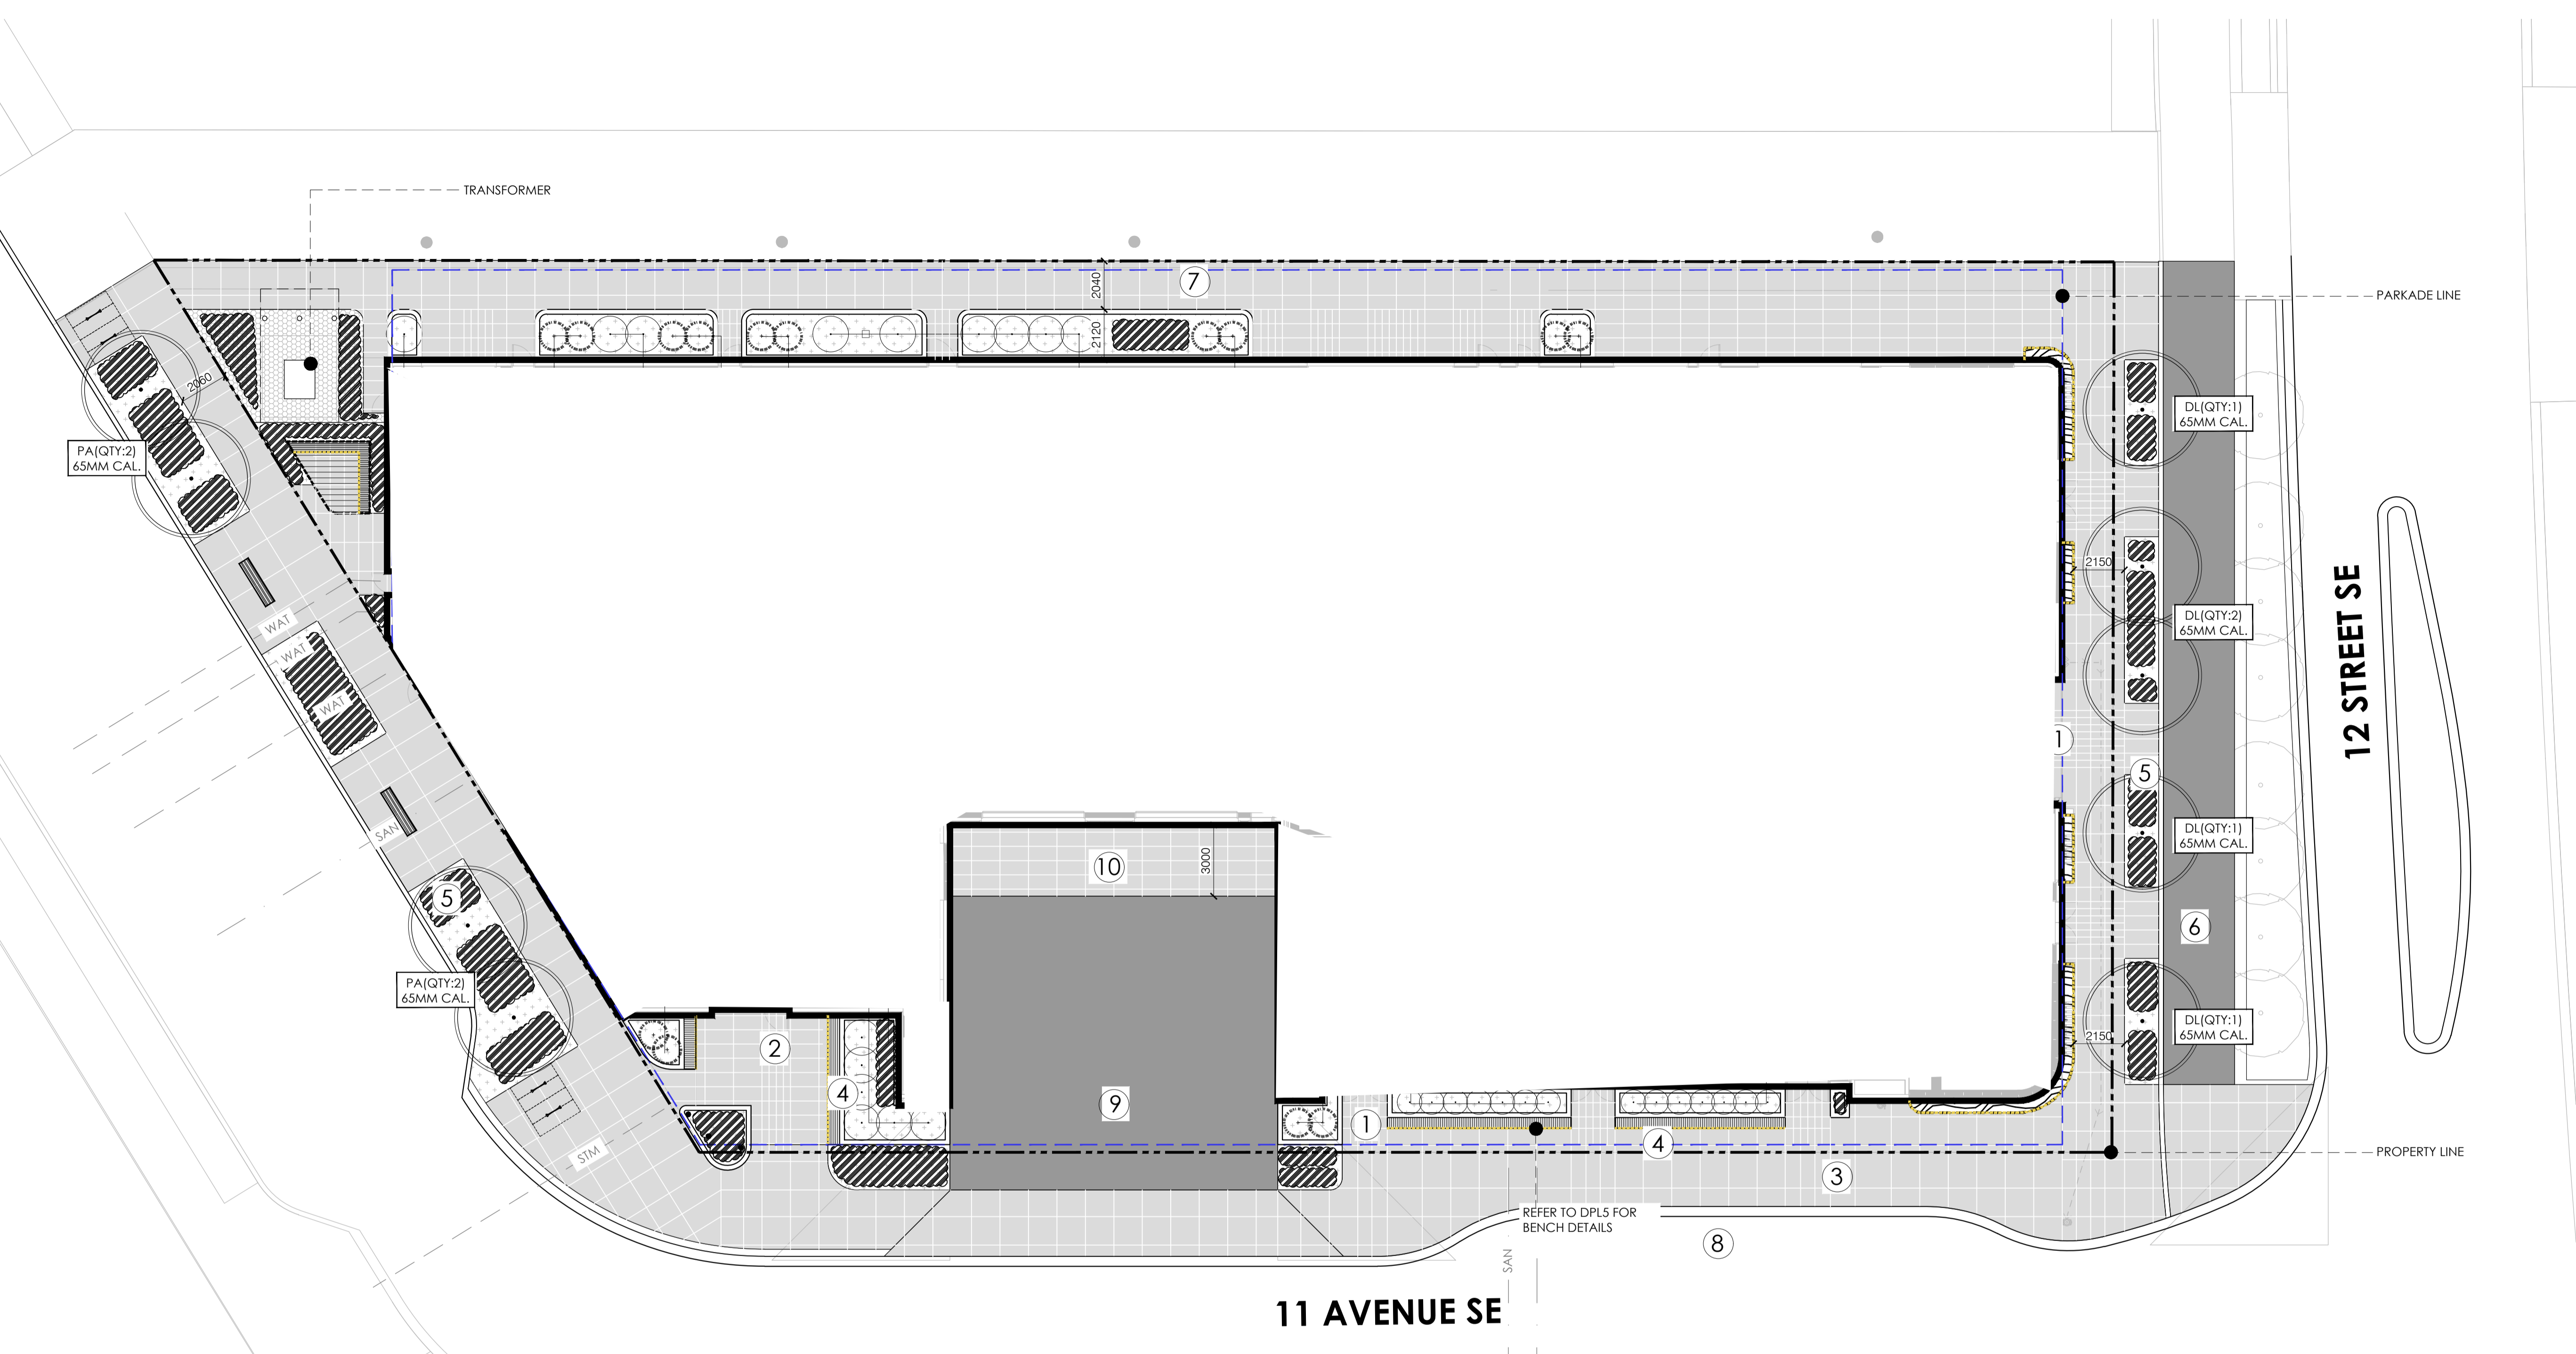 TRANSFORMER
7
2040
2120
PARKADE LINE
2060
PA(QTY:2)
65MM CAL.
DL(QTY:1)
65MM CAL.
2150
DL(QTY:2)
65MM CAL.
12 STREET SE
WAT
WAT
WAT
1
5
SAN
DL(QTY:1)
65MM CAL.
10
3000
5
6
PA(QTY:2)
65MM CAL.
DL(QTY:1)
65MM CAL.
2
2150
4
9
1
4
STM
PROPERTY LINE
3
REFER TO DPL5 FOR
BENCH DETAILS
8
SAN
11 AVENUE SE